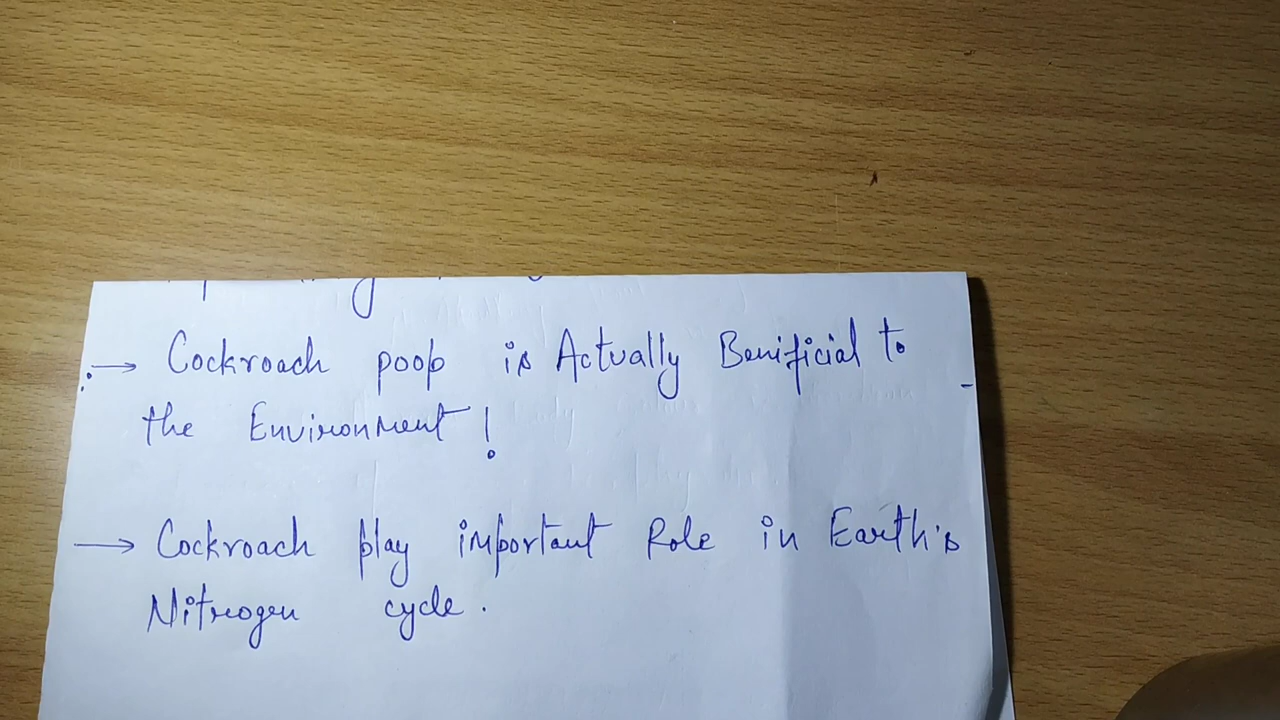 → Cockroach poop is Actually Benificial to
the Environment!
→ Cockroach play important Role in Earth's
Nitrogen cycle.